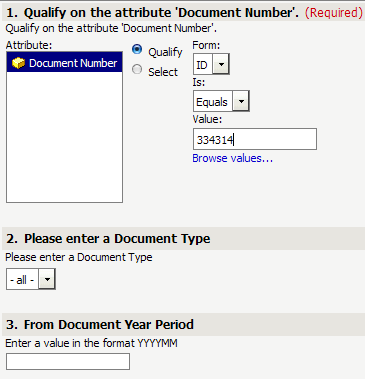 1. Qualify on the attribute 'Document Number'. (Required)
Qualify on the attribute 'Document Number'.
Attribute:
Document Number
Qualify
Select
Form:
ID
Is:
Equals
Value:
334314
Browse values...
2. Please enter a Document Type
Please enter a Document Type
- all -
3. From Document Year Period
Enter a value in the format YYYYMM